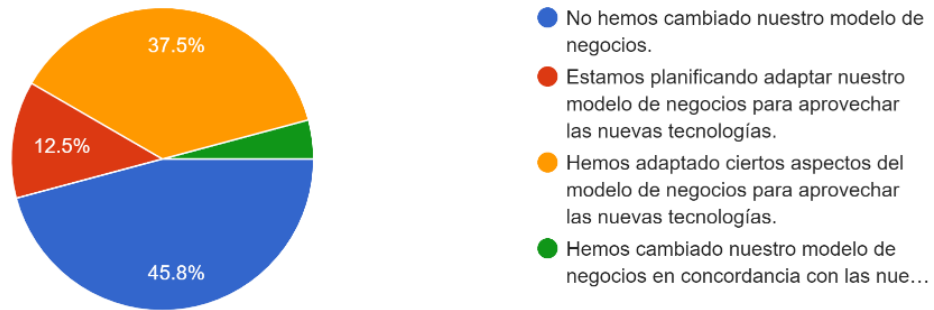 37.5%
12.5%
45.8%
No hemos cambiado nuestro modelo de
negocios.
Estamos planificando adaptar nuestro
modelo de negocios para aprovechar
las nuevas tecnologías.
Hemos adaptado ciertos aspectos del
modelo de negocios para aprovechar
las nuevas tecnologías.
Hemos cambiado nuestro modelo de
negocios en concordancia con las nue…